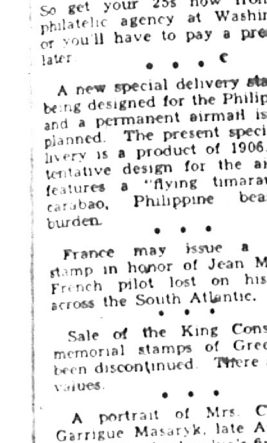 So get your 25s now from
philatelic agency at Washin
or you'll have to pay a pre
later
A new special delivery sta
being designed for the Philip
and a permanent airmail is
planned. The present speci
livery is a product of 1906.
tentative design for the ai
features a "flying timarau
carabao, Philippine bea
burden.
France may issue a
stamp in honor of Jean M
French pilot lost on his
across the South Atlantic.
Sale of the King Cons
memorial stamps of Gree
been discontinued. There a
values.
A portrait of Mrs. C
Garrigue Masaryk, late A